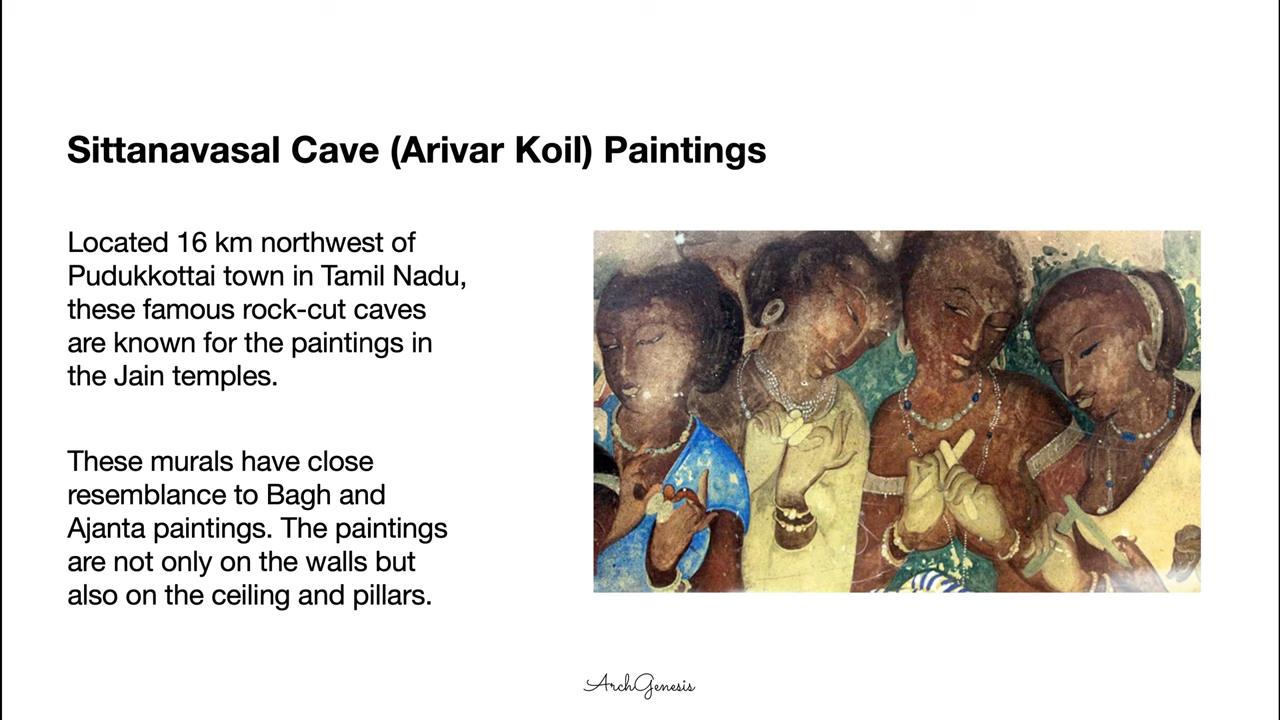 Sittanavasal Cave (Arivar Koil) Paintings
Located 16 km northwest of
Pudukkottai town in Tamil Nadu,
these famous rock-cut caves
are known for the paintings in
the Jain temples.
These murals have close
resemblance to Bagh and
Ajanta paintings. The paintings
are not only on the walls but
also on the ceiling and pillars.
ArchGenesis